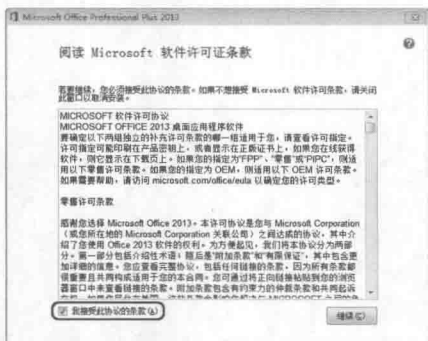 Microsoft Office Professional Plus 2013
阅读 Microsoft 软件许可证条款
若要继续，您必须接受此协议的条款。如果不想接受 Microsoft 软件许可条款，请关闭
此窗口以取消安装。
MICROSOFT 软件许可协议
MICROSOFT OFFICE 2013 桌面应用程序软件
要确定以下两组独立的补充许可条款的哪一组适用于您，请查看许可指定。
许可指定可能印刷在产品密钥上，或者显示在正版证书上，如果您在线获得
软件，则它显示在下载页上。如果您的指定为“FPP”、“零售”或“PIPC”，则适
用以下零售许可条款。如果您的指定为 OEM，则适用以下 OEM 许可条款。
如果需要帮助，请访问 microsoft.com/office/eula 以确定您的许可类型。
零售许可条款
感谢您选择 Microsoft Office 2013。本许可协议是您与 Microsoft Corporation
（或您所在地的 Microsoft Corporation 关联公司）之间达成的协议，其中介
绍了您使用 Office 2013 软件的权利。为方便起见，我们将本协议分为两部
分。第一部分包括介绍性术语；随后是“附加条款”和“有限保证”，其中包含更
加详细的信息。您应查看完整协议，包括任何链接的条款，因为所有条款都
很重要且共同构成适用于您的本合同。您可通过将正向链接粘贴到您的浏览
器窗口中来查看链接的条款。附加条款包含有约束力的仲裁条款和共同起诉
我接受此协议的条款(A)
继续(C)